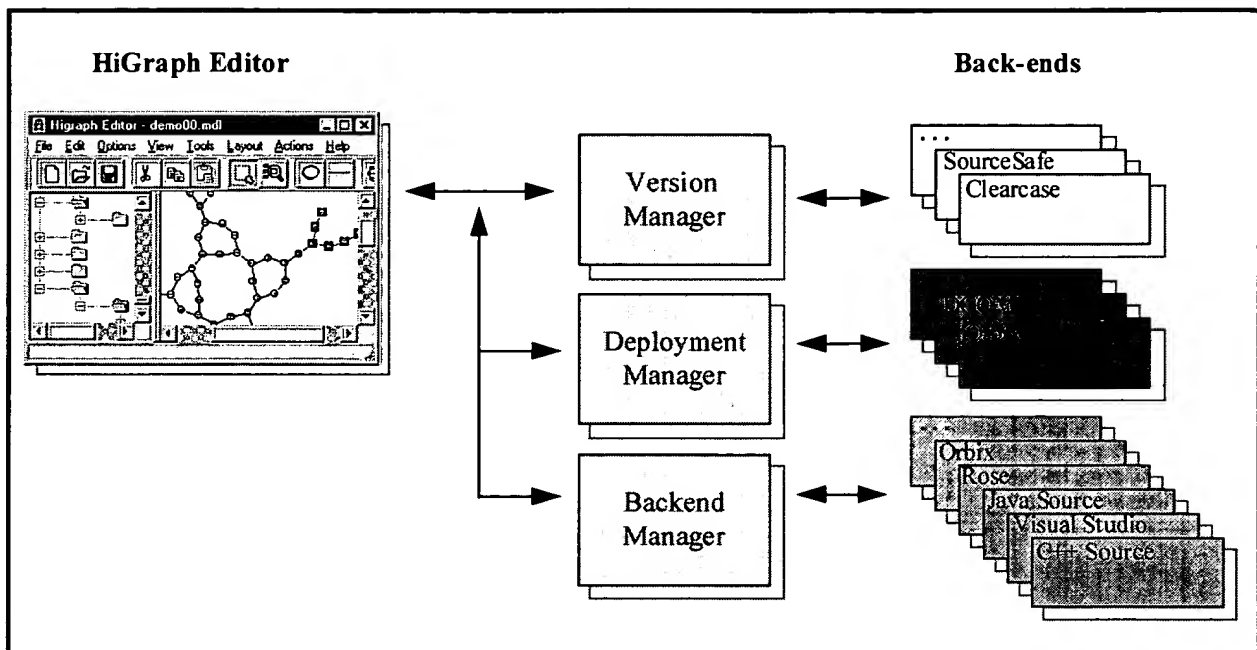 HiGraph Editor
Back-ends
Higraph Editor - demo00.mdl
File Edit Options View Tools Layout Actions Help
Version
Manager
. . .
SourceSafe
Clearcase
Deployment
Manager
Backend
Manager
. . .
Orbix
Rose
Java Source
Visual Studio
C++ Source